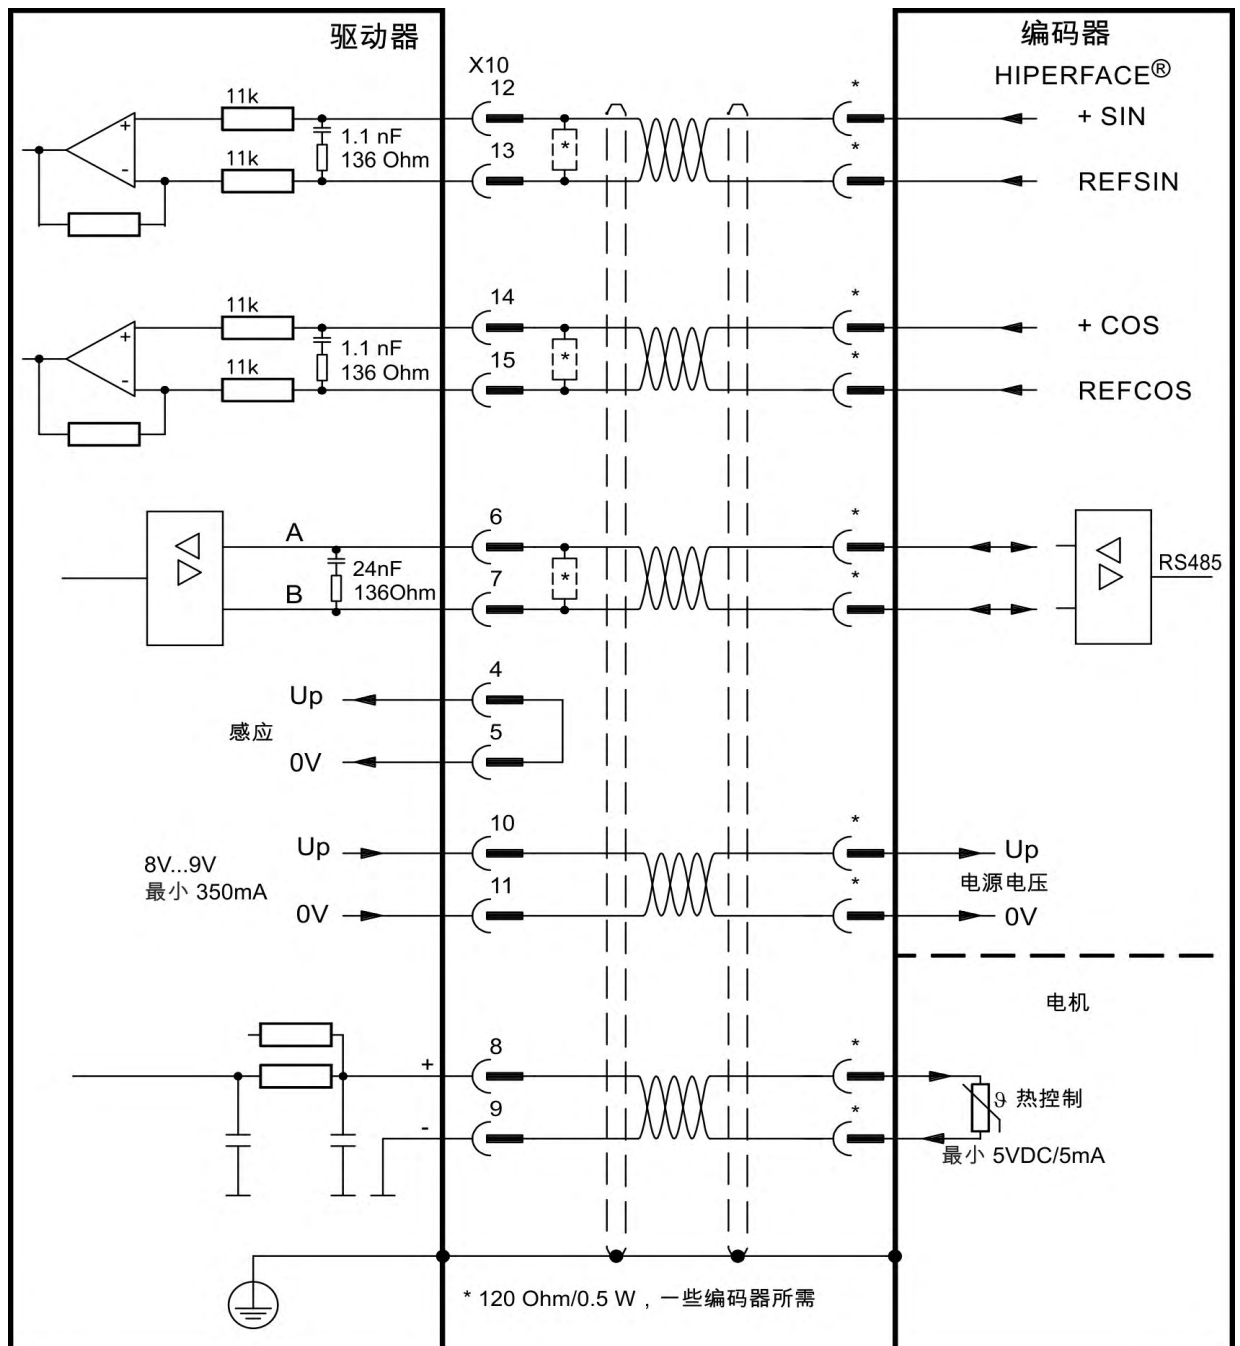 驱动器
编码器
HIPERFACE®
X10
12
*
11k
+
1.1 nF
136 Ohm
*
+ SIN
13
*
11k
-
REFSIN
14
*
11k
+
1.1 nF
136 Ohm
*
+ COS
15
*
11k
-
REFCOS
6
*
A
24nF
136Ohm
*
RS485
7
*
B
4
Up
感应
5
0V
10
*
Up
Up
8V...9V
最小 350mA
电源电压
11
*
0V
0V
电机
8
*
+
ϑ 热控制
9
*
-
最小 5VDC/5mA
* 120 Ohm/0.5 W，一些编码器所需